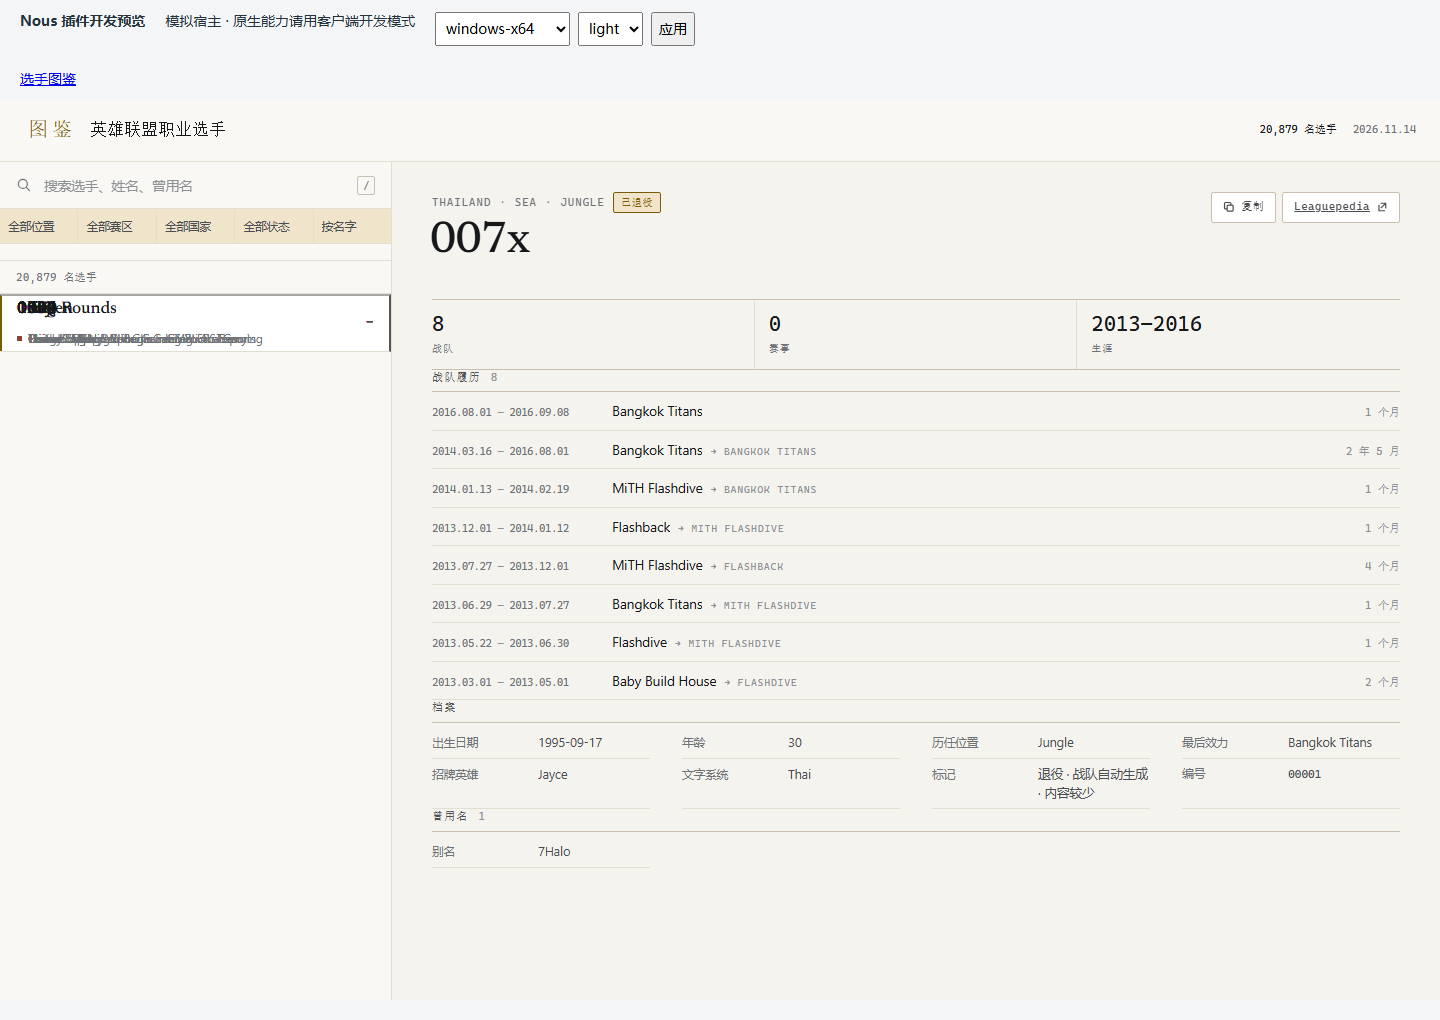 Nous 插件开发预览 模拟宿主 · 原生能力请用客户端开发模式 windows-x64 light 应用
选手图鉴
图鉴 英雄联盟职业选手 20,879 名选手 2026.11.14
搜索选手、姓名、曾用名 /
全部位置 全部赛区 全部国家 全部状态 按名字
20,879 名选手
THAILAND · SEA · JUNGLE 已退役 复制 Leaguepedia
007x
8 0 2013–2016
战队 赛事 生涯
战队履历 8
2016.08.01 — 2016.09.08 Bangkok Titans 1 个月
2014.03.16 — 2016.08.01 Bangkok Titans → BANGKOK TITANS 2 年 5 月
2014.01.13 — 2014.02.19 MiTH Flashdive → BANGKOK TITANS 1 个月
2013.12.01 — 2014.01.12 Flashback → MITH FLASHDIVE 1 个月
2013.07.27 — 2013.12.01 MiTH Flashdive → FLASHBACK 4 个月
2013.06.29 — 2013.07.27 Bangkok Titans → MITH FLASHDIVE 1 个月
2013.05.22 — 2013.06.30 Flashdive → MITH FLASHDIVE 1 个月
2013.03.01 — 2013.05.01 Baby Build House → FLASHDIVE 2 个月
档案
出生日期 1995-09-17 年龄 30 历任位置 Jungle 最后效力 Bangkok Titans
招牌英雄 Jayce 文字系统 Thai 标记 退役 · 战队自动生成 编号 00001
· 内容较少
曾用名 1
别名 7Halo